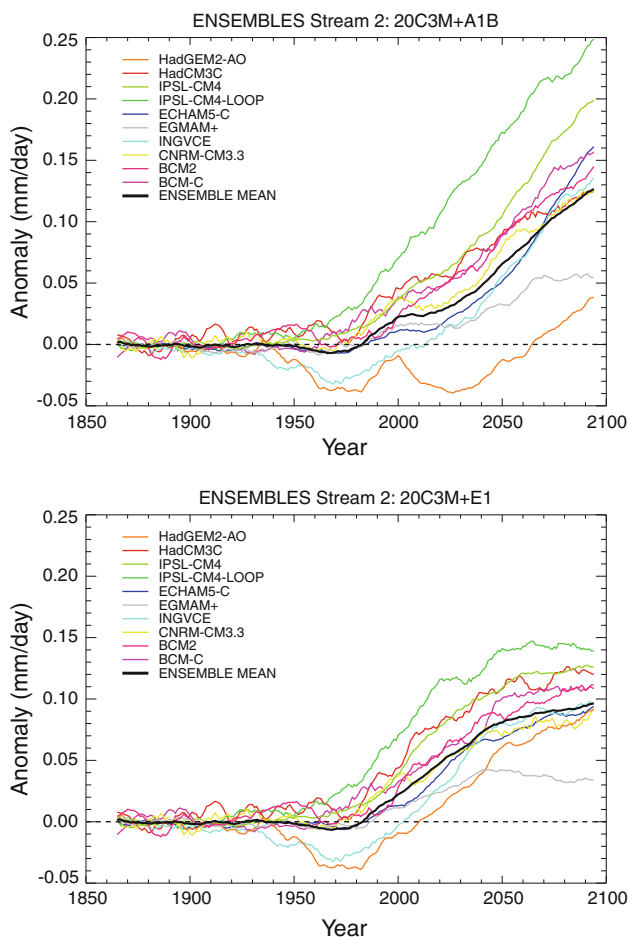 ENSEMBLES Stream 2: 20C3M+A1B
0.25
0.20
0.15
0.10
0.05
0.00
-0.05
Anomaly (mm/day)
HadGEM2-AO
HadCM3C
IPSL-CM4
IPSL-CM4-LOOP
ECHAM5-C
EGMAM+
INGVCE
CNRM-CM3.3
BCM2
BCM-C
ENSEMBLE MEAN
1850 1900 1950 2000 2050 2100
Year
ENSEMBLES Stream 2: 20C3M+E1
0.25
0.20
0.15
0.10
0.05
0.00
-0.05
Anomaly (mm/day)
HadGEM2-AO
HadCM3C
IPSL-CM4
IPSL-CM4-LOOP
ECHAM5-C
EGMAM+
INGVCE
CNRM-CM3.3
BCM2
BCM-C
ENSEMBLE MEAN
1850 1900 1950 2000 2050 2100
Year